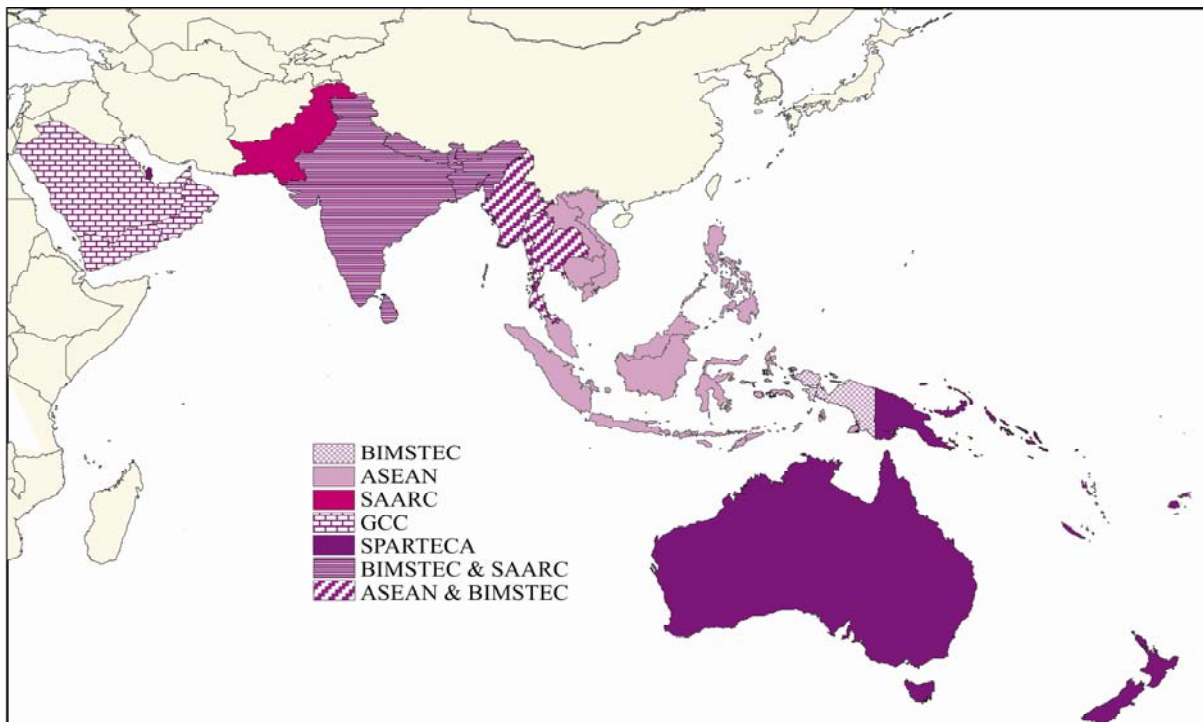 BIMSTEC
ASEAN
SAARC
GCC
SPARTECA
BIMSTEC & SAARC
ASEAN & BIMSTEC